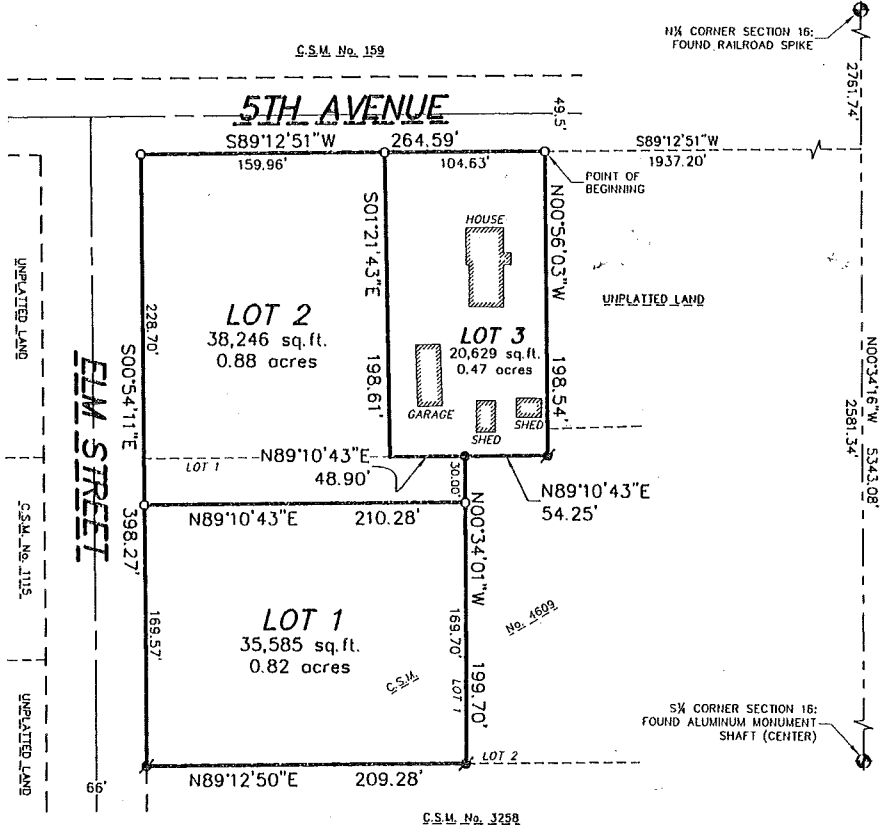 C.S.M. No. 159
N¼ CORNER SECTION 16:
FOUND RAILROAD SPIKE
2761.74'
5TH AVENUE
49.5'
S89°12'51"W 264.59'
159.96'
104.63'
S89°12'51"W
1937.20'
POINT OF
BEGINNING
UNPLATTED LAND
228.70'
S00°54'11"E 398.27'
ELM STREET
LOT 2
38,246 sq.ft.
0.88 acres
S01°21'43"E 198.61'
HOUSE
LOT 3
20,629 sq.ft.
0.47 acres
GARAGE
SHED
SHED
N00°56'03"W 198.54'
UNPLATTED LAND
N00°34'16"W 5343.08'
2581.34'
LOT 1
N89°10'43"E
48.90'
30.00'
N89°10'43"E
54.25'
N89°10'43"E 210.28'
N00°34'01"W 199.70'
C.S.M. No. 1115
LOT 1
35,585 sq.ft.
0.82 acres
169.57'
169.70'
LOT 1
C.S.M.
No. 4609
UNPLATTED LAND
66'
N89°12'50"E 209.28'
LOT 2
S¼ CORNER SECTION 16:
FOUND ALUMINUM MONUMENT
SHAFT (CENTER)
C.S.M. No. 3258